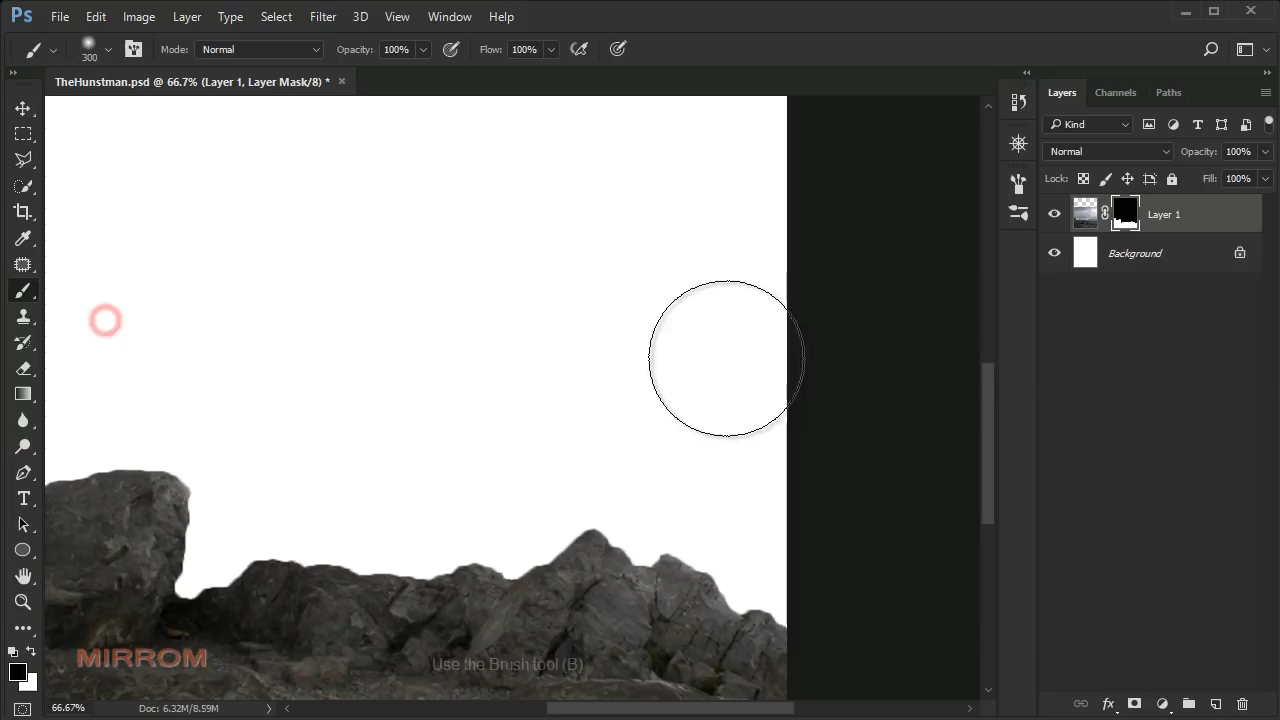 Ps File Edit Image Layer Type Select Filter 3D View Window Help
300 Mode: Normal Opacity: 100% Flow: 100%
TheHunstman.psd @ 66.7% (Layer 1, Layer Mask/8) *
Layers Channels Paths
Kind
Normal Opacity: 100%
Lock: Fill: 100%
Layer 1
Background
MIRROM
Use the Brush tool (B)
66.67% Doc: 6.32M/8.59M